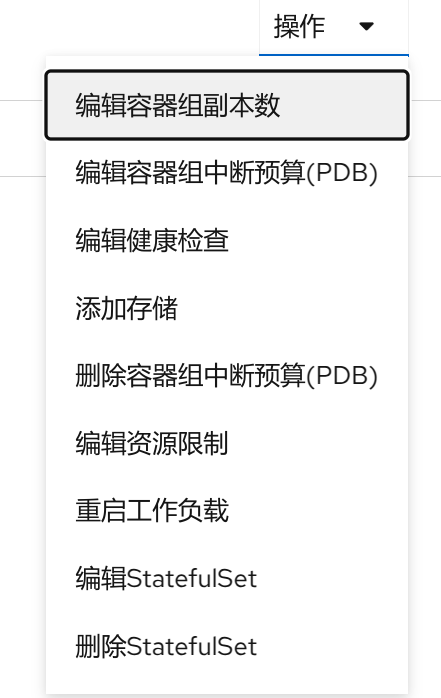 操作
编辑容器组副本数
编辑容器组中断预算(PDB)
编辑健康检查
添加存储
删除容器组中断预算(PDB)
编辑资源限制
重启工作负载
编辑StatefulSet
删除StatefulSet